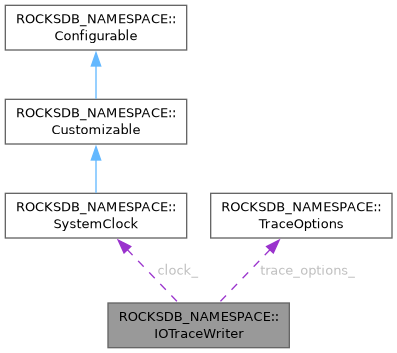 ROCKSDB_NAMESPACE::
Configurable
ROCKSDB_NAMESPACE::
Customizable
ROCKSDB_NAMESPACE::
SystemClock
ROCKSDB_NAMESPACE::
TraceOptions
clock_
trace_options_
ROCKSDB_NAMESPACE::
IOTraceWriter